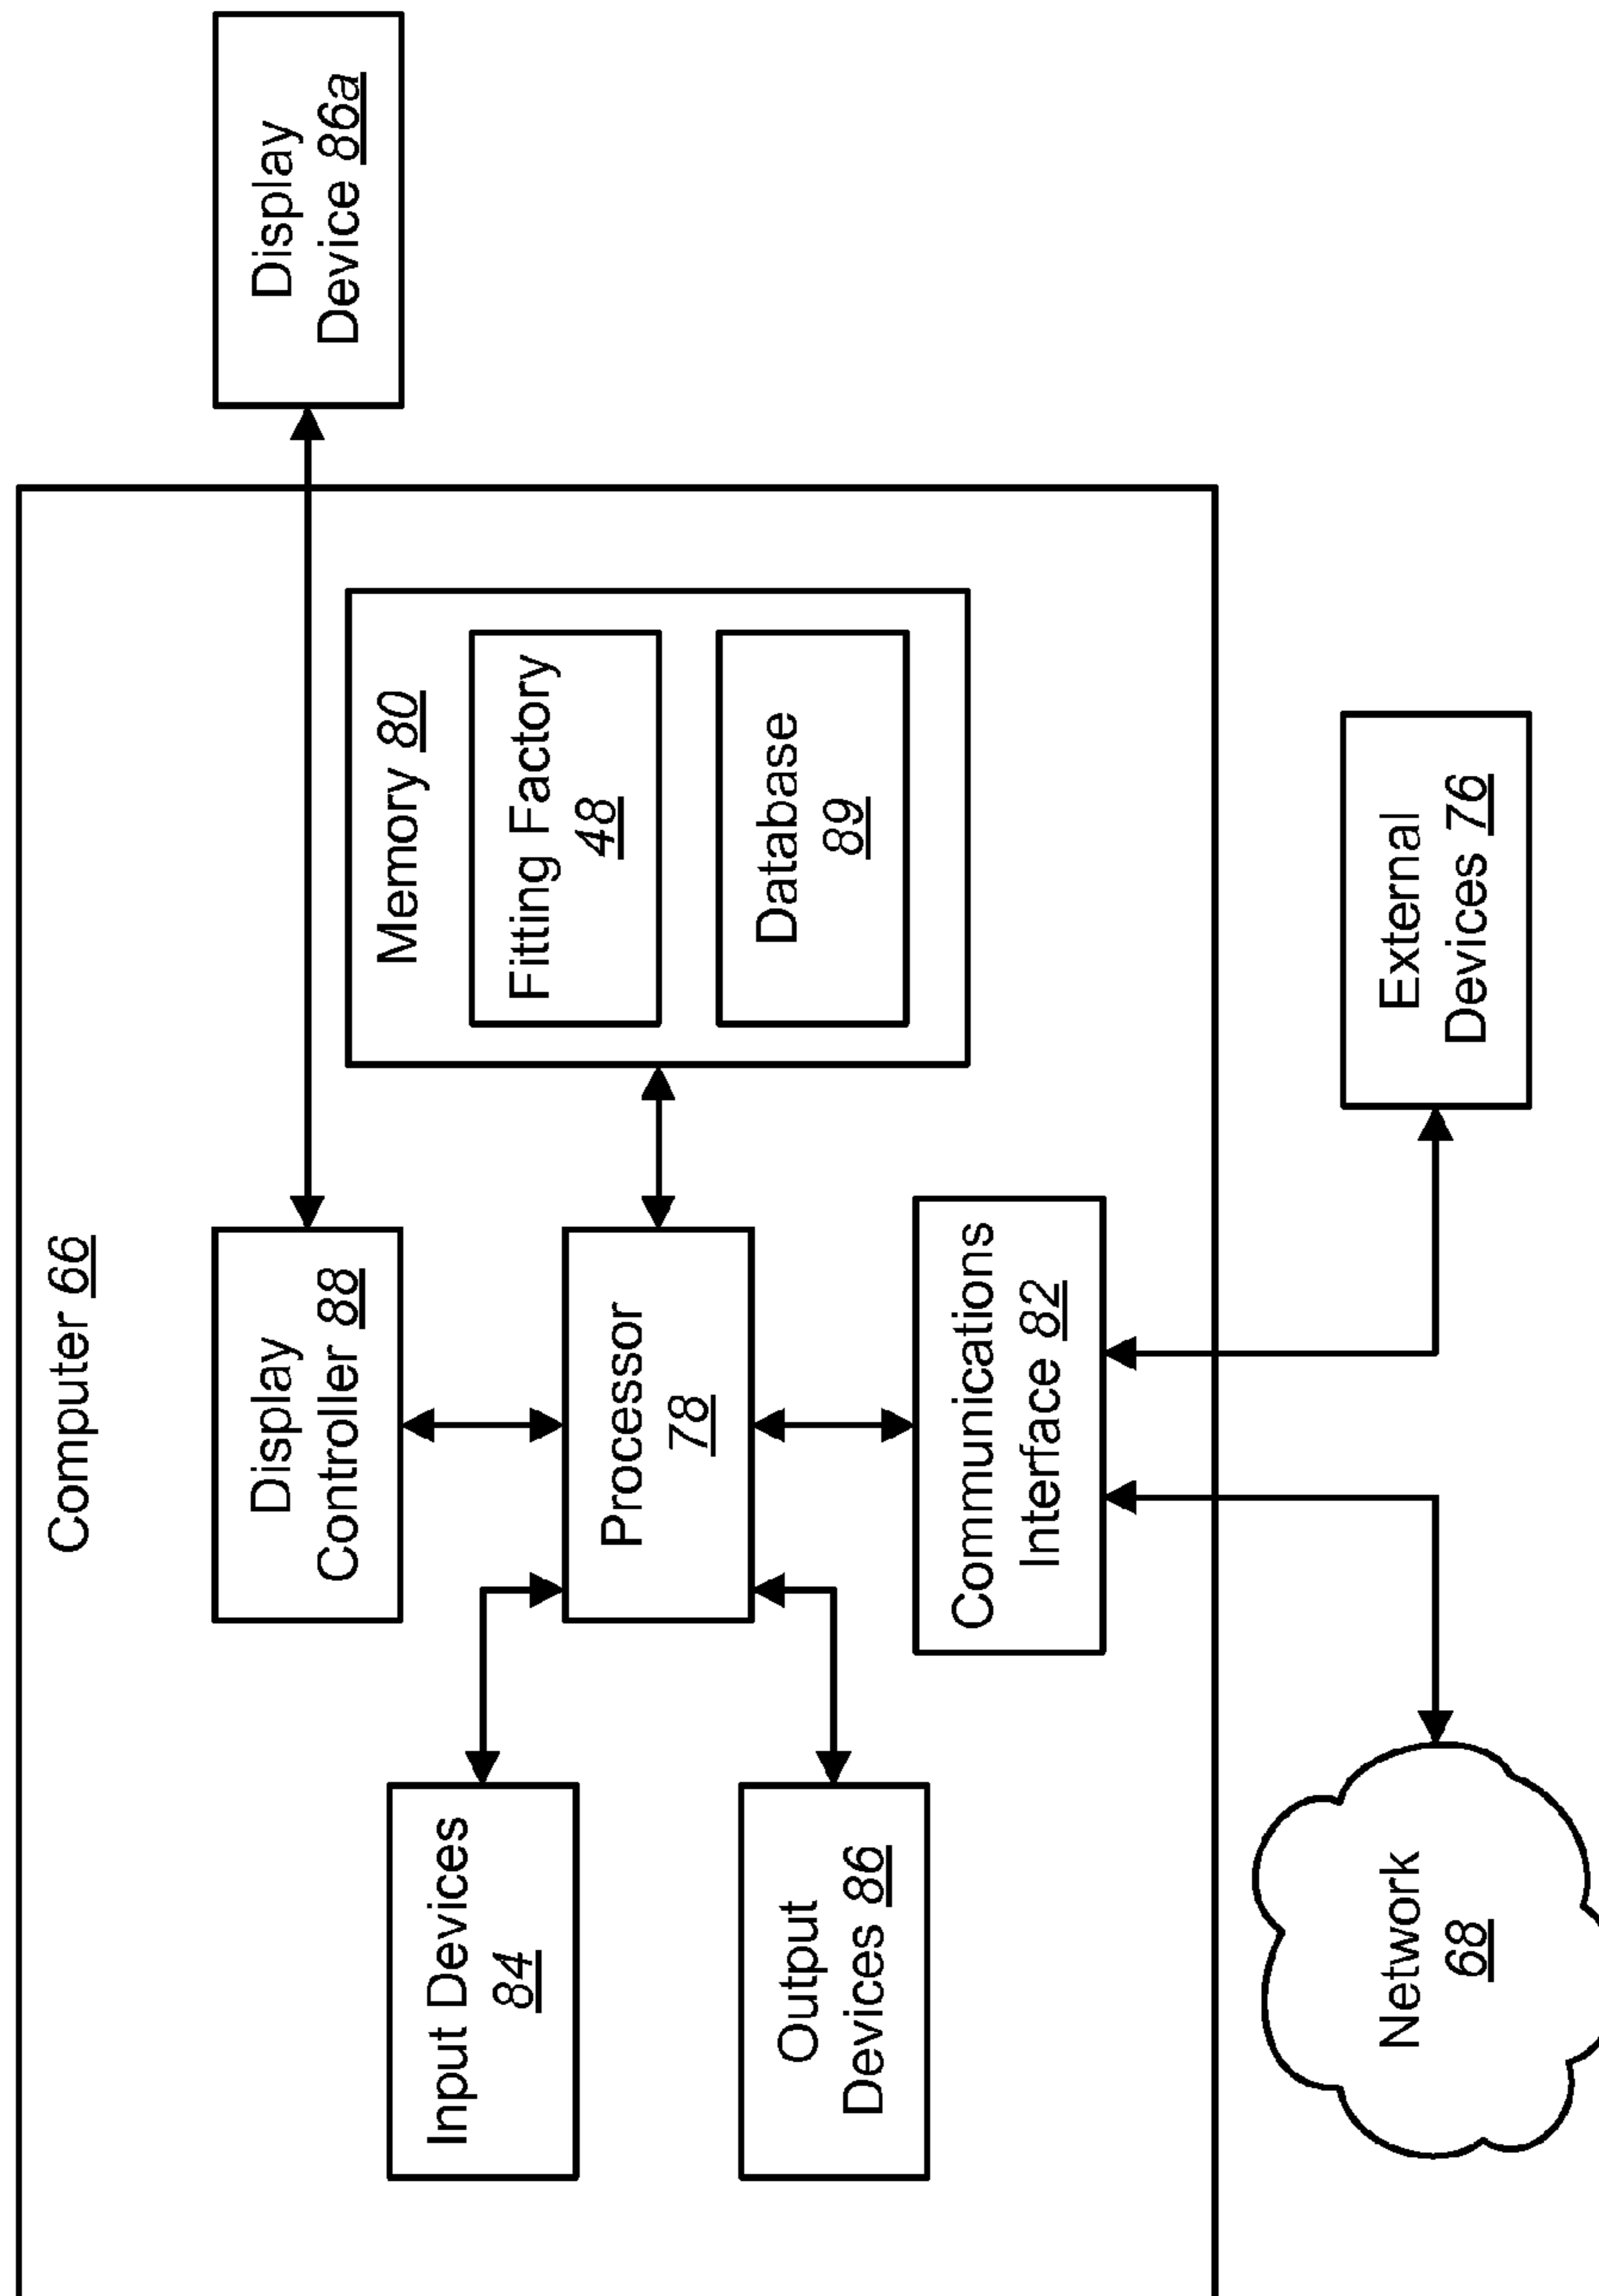 Computer 66
Display
Controller 88
Display
Device 86a
Input Devices
84
Processor
78
Memory 80
Fitting Factory
48
Database
89
Output
Devices 86
Communications
Interface 82
Network
68
External
Devices 76